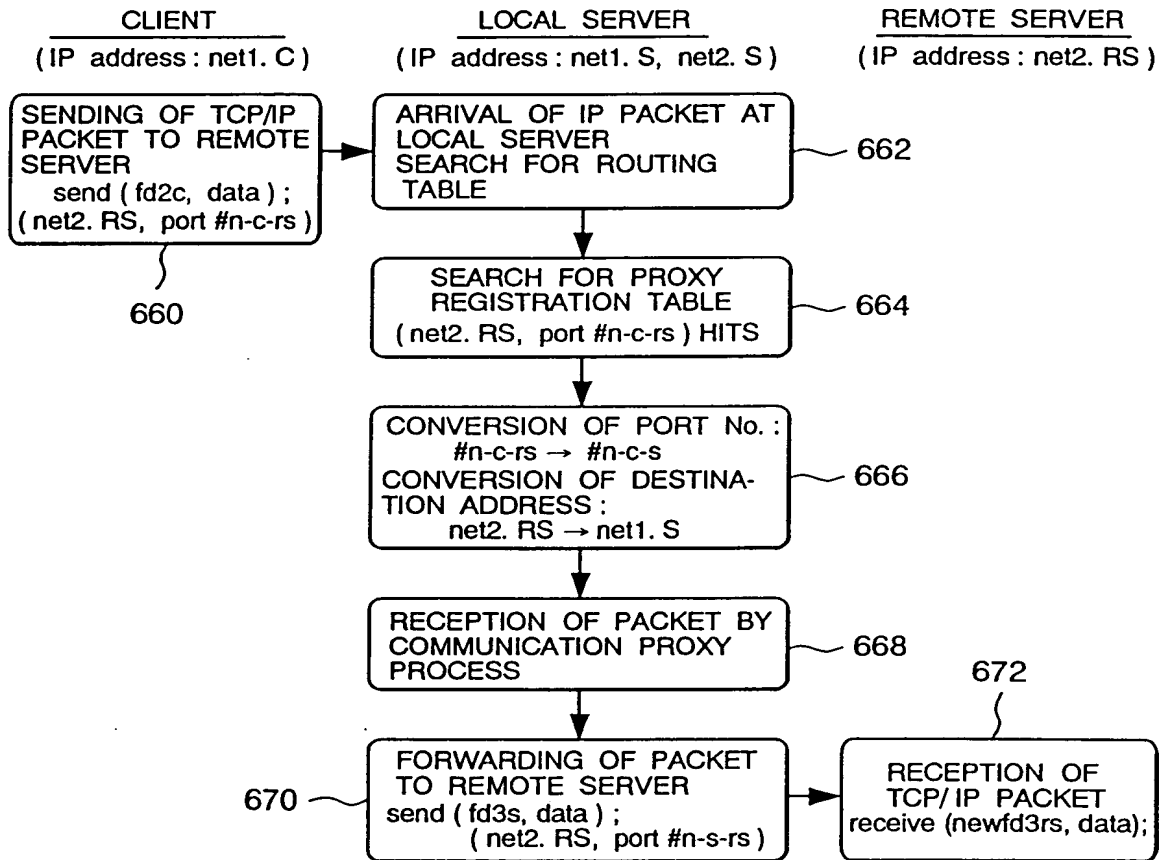 CLIENT
(IP address : net1. C)
LOCAL SERVER
(IP address : net1. S, net2. S)
REMOTE SERVER
(IP address : net2. RS)
SENDING OF TCP/IP
PACKET TO REMOTE
SERVER
send (fd2c, data) ;
(net2. RS, port #n-c-rs)
660
ARRIVAL OF IP PACKET AT
LOCAL SERVER
SEARCH FOR ROUTING
TABLE
662
SEARCH FOR PROXY
REGISTRATION TABLE
(net2. RS, port #n-c-rs) HITS
664
CONVERSION OF PORT No. :
#n-c-rs → #n-c-s
CONVERSION OF DESTINA-
TION ADDRESS :
net2. RS → net1. S
666
RECEPTION OF PACKET BY
COMMUNICATION PROXY
PROCESS
668
FORWARDING OF PACKET
TO REMOTE SERVER
send (fd3s, data) ;
(net2. RS, port #n-s-rs)
670
672
RECEPTION OF
TCP/IP PACKET
receive (newfd3rs, data);